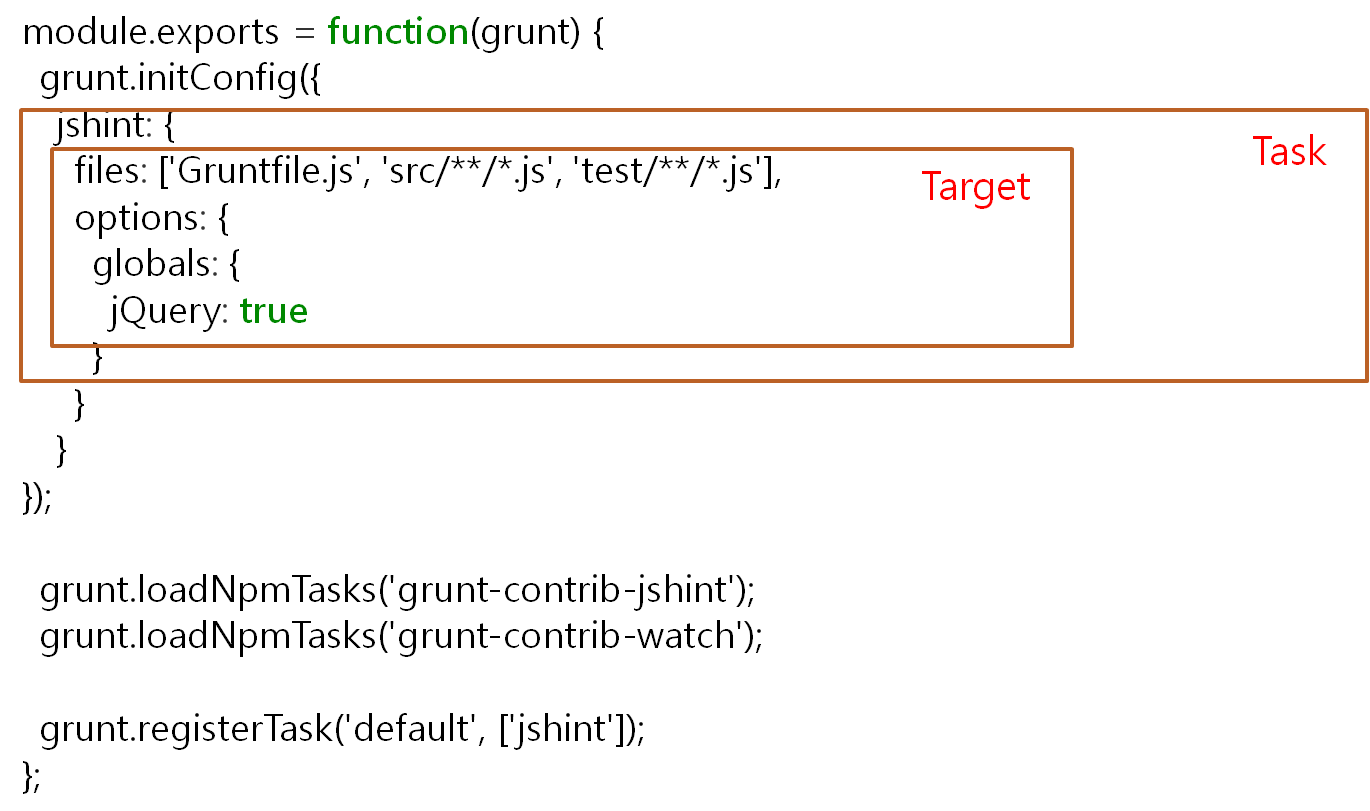 module.exports = function(grunt) {
  grunt.initConfig({
    jshint: {
Task
      files: ['Gruntfile.js', 'src/**/*.js', 'test/**/*.js'],
Target
      options: {
        globals: {
          jQuery: true
        }
      }
    }
});

  grunt.loadNpmTasks('grunt-contrib-jshint');
  grunt.loadNpmTasks('grunt-contrib-watch');

  grunt.registerTask('default', ['jshint']);
};